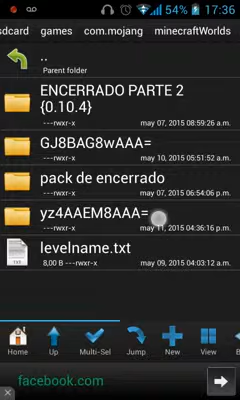 54% 17:36
sdcard games com.mojang minecraftWorlds
..
Parent folder
ENCERRADO PARTE 2
{0.10.4}
---rwxr-x may 07, 2015 08:59:26 a.m.
GJ8BAG8wAAA=
---rwxr-x may 10, 2015 05:51:52 a.m.
pack de encerrado
---rwxr-x may 07, 2015 06:54:06 p.m.
yz4AAEM8AAA=
---rwxr-x may 11, 2015 04:36:16 p.m.
levelname.txt
8,00 B ---rwxr-x may 09, 2015 04:03:12 a.m.
Home Up Multi-Sel Jump New View B
facebook.com